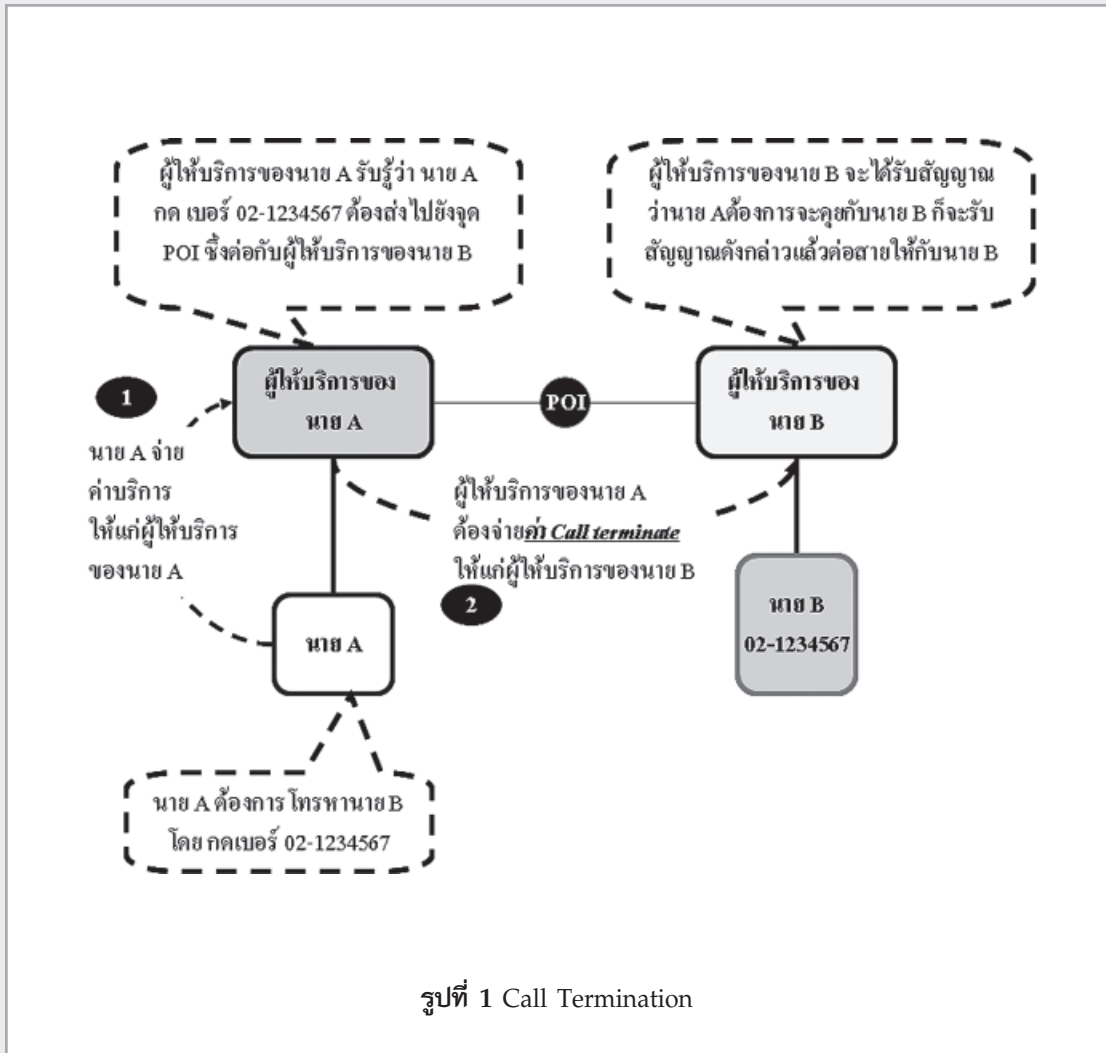 ผู้ให้บริการของนาย A รับรู้ว่า นาย A
กด เบอร์ 02-1234567 ต้องส่งไปยังจุด
POI ซึ่งต่อกับผู้ให้บริการของนาย B
ผู้ให้บริการของนาย B จะได้รับสัญญาณ
ว่านาย Aต้องการจะคุยกับนาย B ก็จะรับ
สัญญาณดังกล่าวแล้วต่อสายให้กับนาย B
ผู้ให้บริการของ
นาย A
POI
ผู้ให้บริการของ
นาย B
1
นาย A จ่าย
ค่าบริการ
ให้แก่ผู้ให้บริการ
ของนาย A
ผู้ให้บริการของนาย A
ต้องจ่ายค่า Call terminate
ให้แก่ผู้ให้บริการของนาย B
2
นาย A
นาย B
02-1234567
นาย A ต้องการ โทรหานาย B
โดย กดเบอร์ 02-1234567
รูปที่ 1 Call Termination